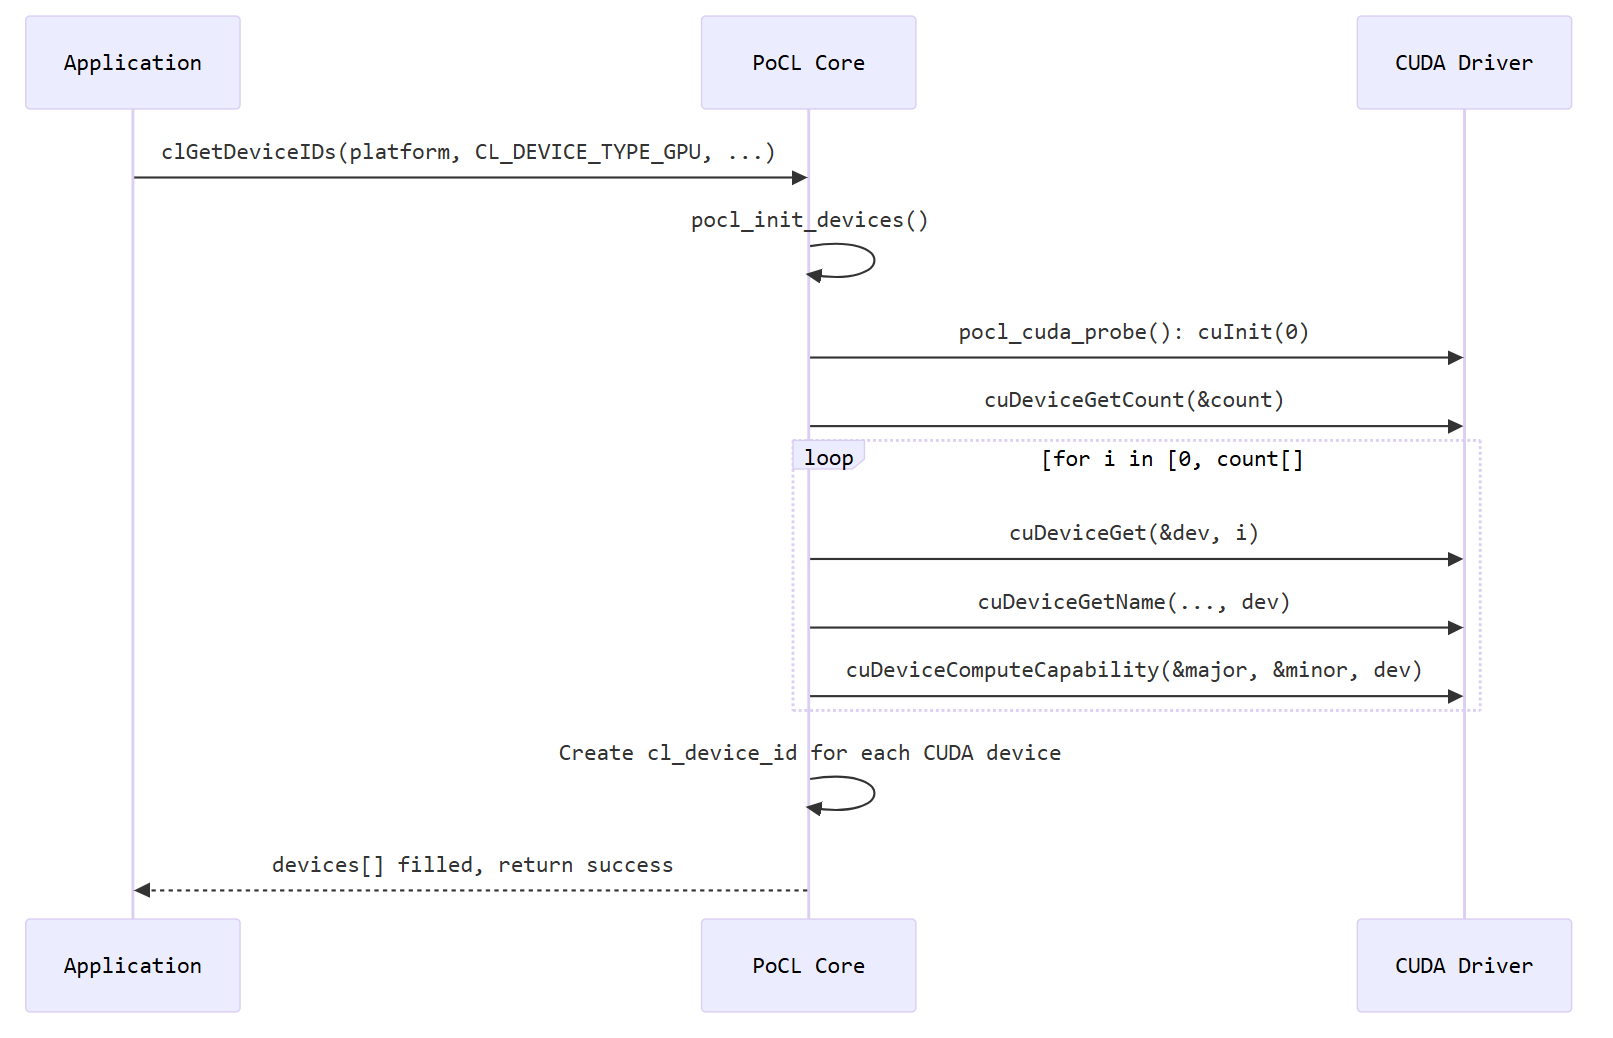 Application
PoCL Core
CUDA Driver
clGetDeviceIDs(platform, CL_DEVICE_TYPE_GPU, ...)
pocl_init_devices()
pocl_cuda_probe(): cuInit(0)
cuDeviceGetCount(&count)
loop
[for i in [0, count[]
cuDeviceGet(&dev, i)
cuDeviceGetName(..., dev)
cuDeviceComputeCapability(&major, &minor, dev)
Create cl_device_id for each CUDA device
devices[] filled, return success
Application
PoCL Core
CUDA Driver